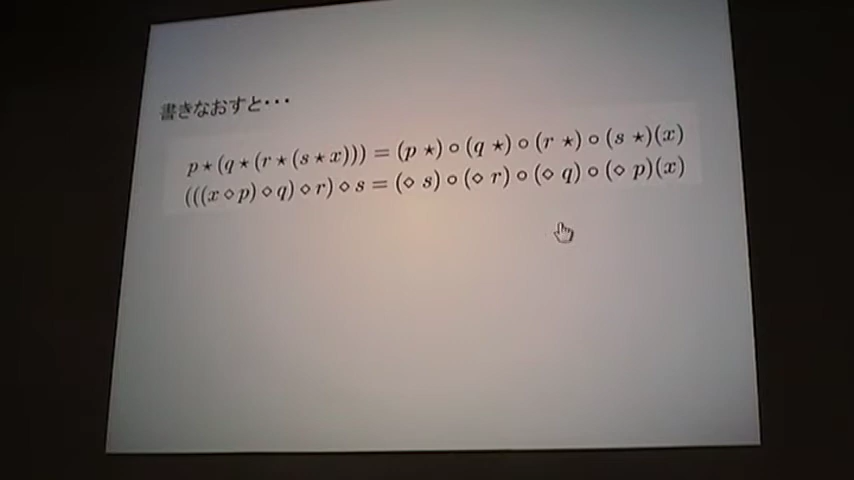 書きなおすと・・・
p ⋆ (q ⋆ (r ⋆ (s ⋆ x))) = (p ⋆) ∘ (q ⋆) ∘ (r ⋆) ∘ (s ⋆)(x)
(((x ⋄ p) ⋄ q) ⋄ r) ⋄ s = (⋄ s) ∘ (⋄ r) ∘ (⋄ q) ∘ (⋄ p)(x)